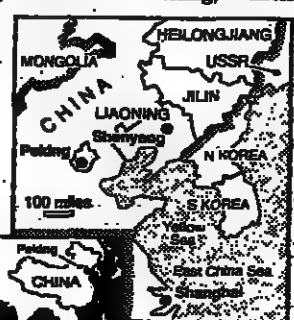 HEILONGJIANG
MONGOLIA
USSR
CHINA
JILIN
LIAONING
Shenyang
Peking
N KOREA
100 miles
S KOREA
Yellow
Sea
Peking
East China Sea
CHINA
Shanghai